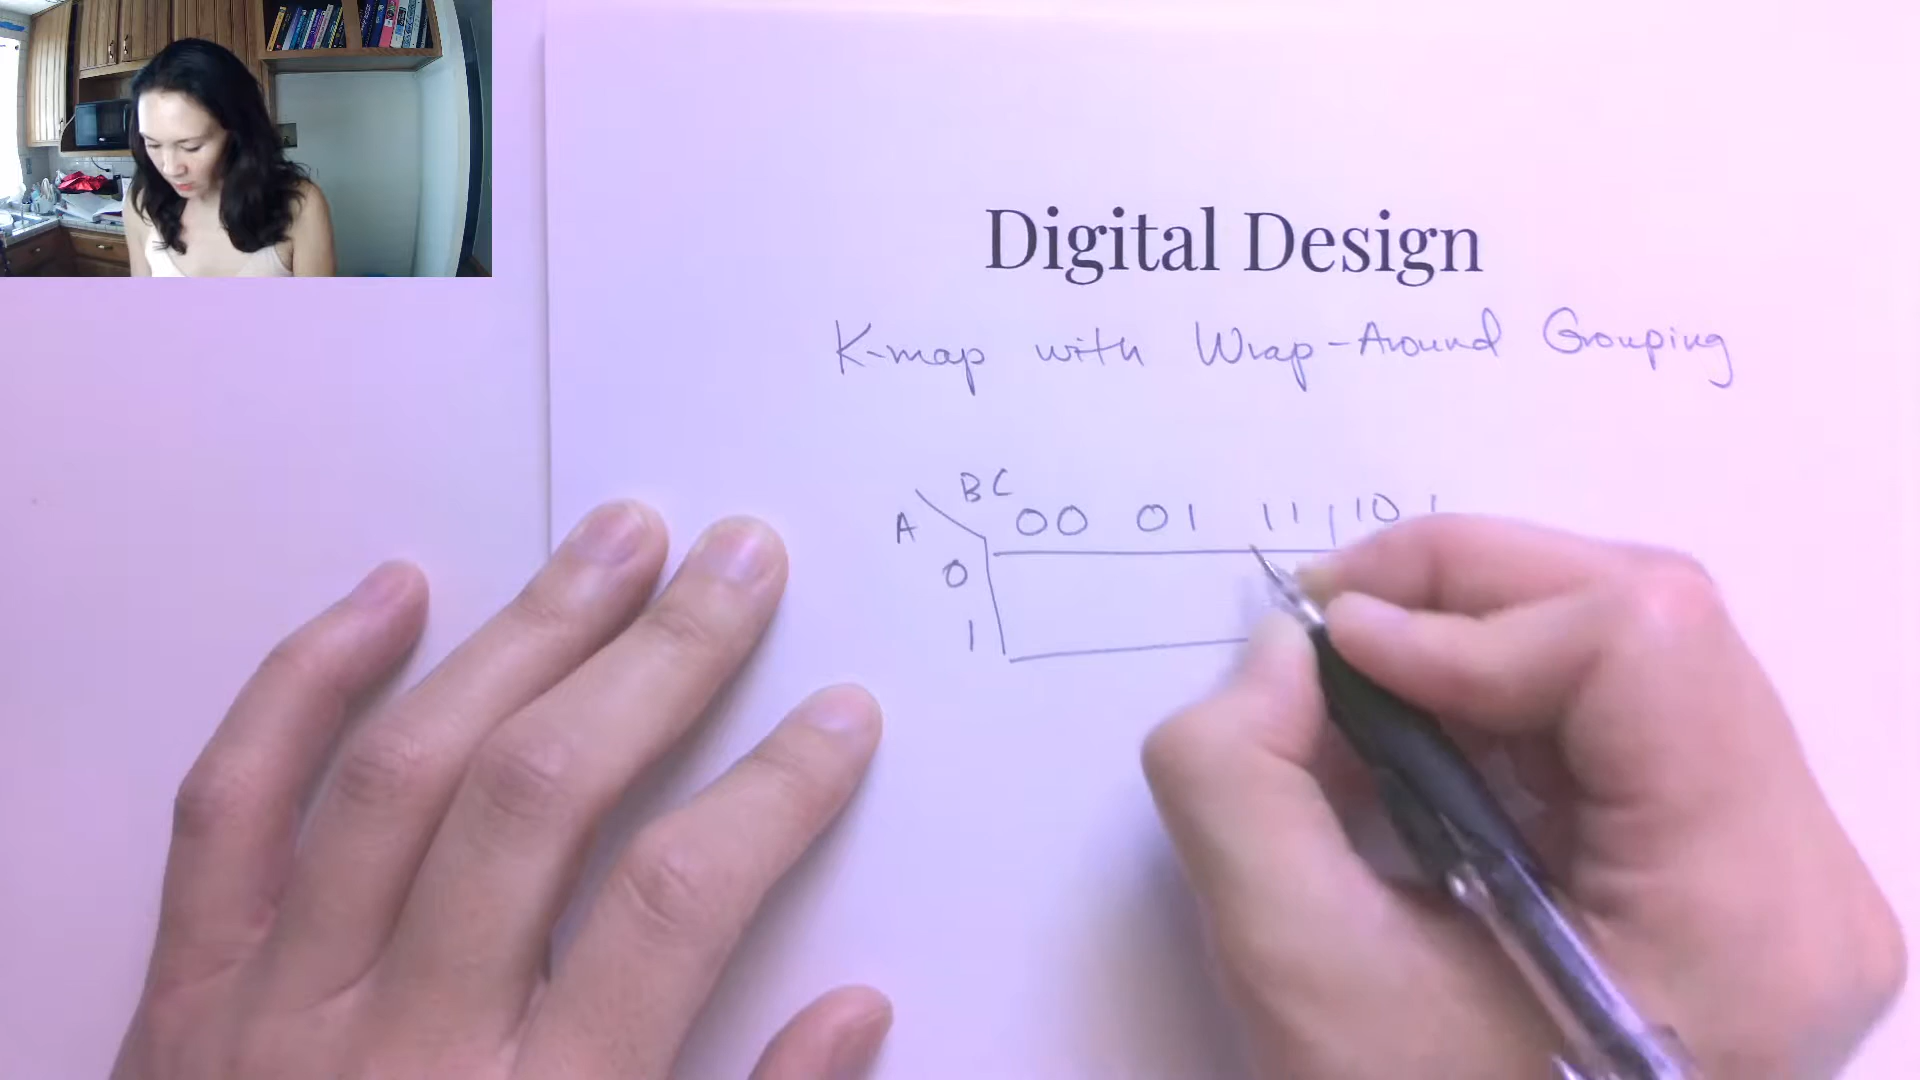 Digital Design
K-map with Wrap-Around Grouping
BC
A 00 01 11 10
0
1